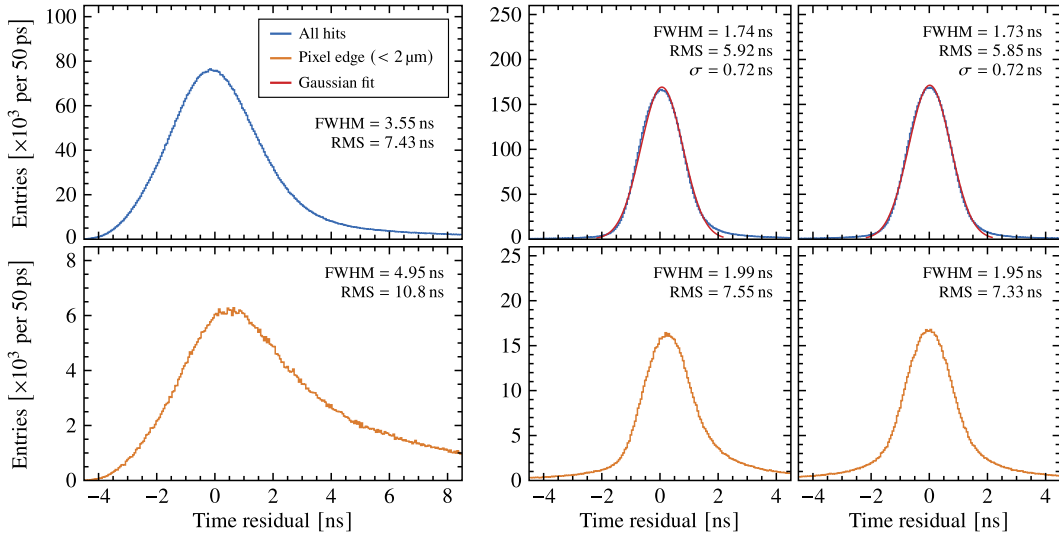 100
80
60
40
20
0
Entries [×10³ per 50 ps]
All hits
Pixel edge (< 2 μm)
Gaussian fit
FWHM = 3.55 ns
RMS = 7.43 ns
250
200
150
100
50
0
FWHM = 1.74 ns
RMS = 5.92 ns
σ = 0.72 ns
FWHM = 1.73 ns
RMS = 5.85 ns
σ = 0.72 ns
8
6
4
2
0
Entries [×10³ per 50 ps]
FWHM = 4.95 ns
RMS = 10.8 ns
−4 −2 0 2 4 6 8
Time residual [ns]
25
20
15
10
5
0
FWHM = 1.99 ns
RMS = 7.55 ns
−4 −2 0 2 4
Time residual [ns]
FWHM = 1.95 ns
RMS = 7.33 ns
−4 −2 0 2 4
Time residual [ns]